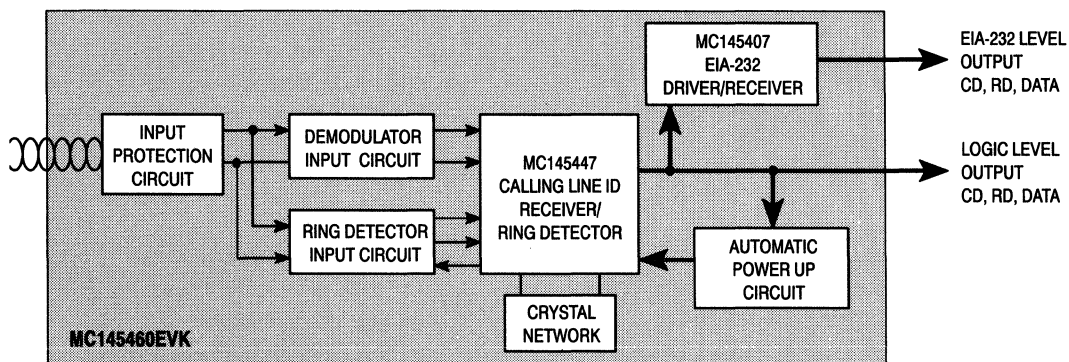 MC145407
EIA-232
DRIVER/RECEIVER
EIA-232 LEVEL
OUTPUT
CD, RD, DATA
INPUT
PROTECTION
CIRCUIT
DEMODULATOR
INPUT CIRCUIT
MC145447
CALLING LINE ID
RECEIVER/
RING DETECTOR
LOGIC LEVEL
OUTPUT
CD, RD, DATA
RING DETECTOR
INPUT CIRCUIT
AUTOMATIC
POWER UP
CIRCUIT
CRYSTAL
NETWORK
MC145460EVK